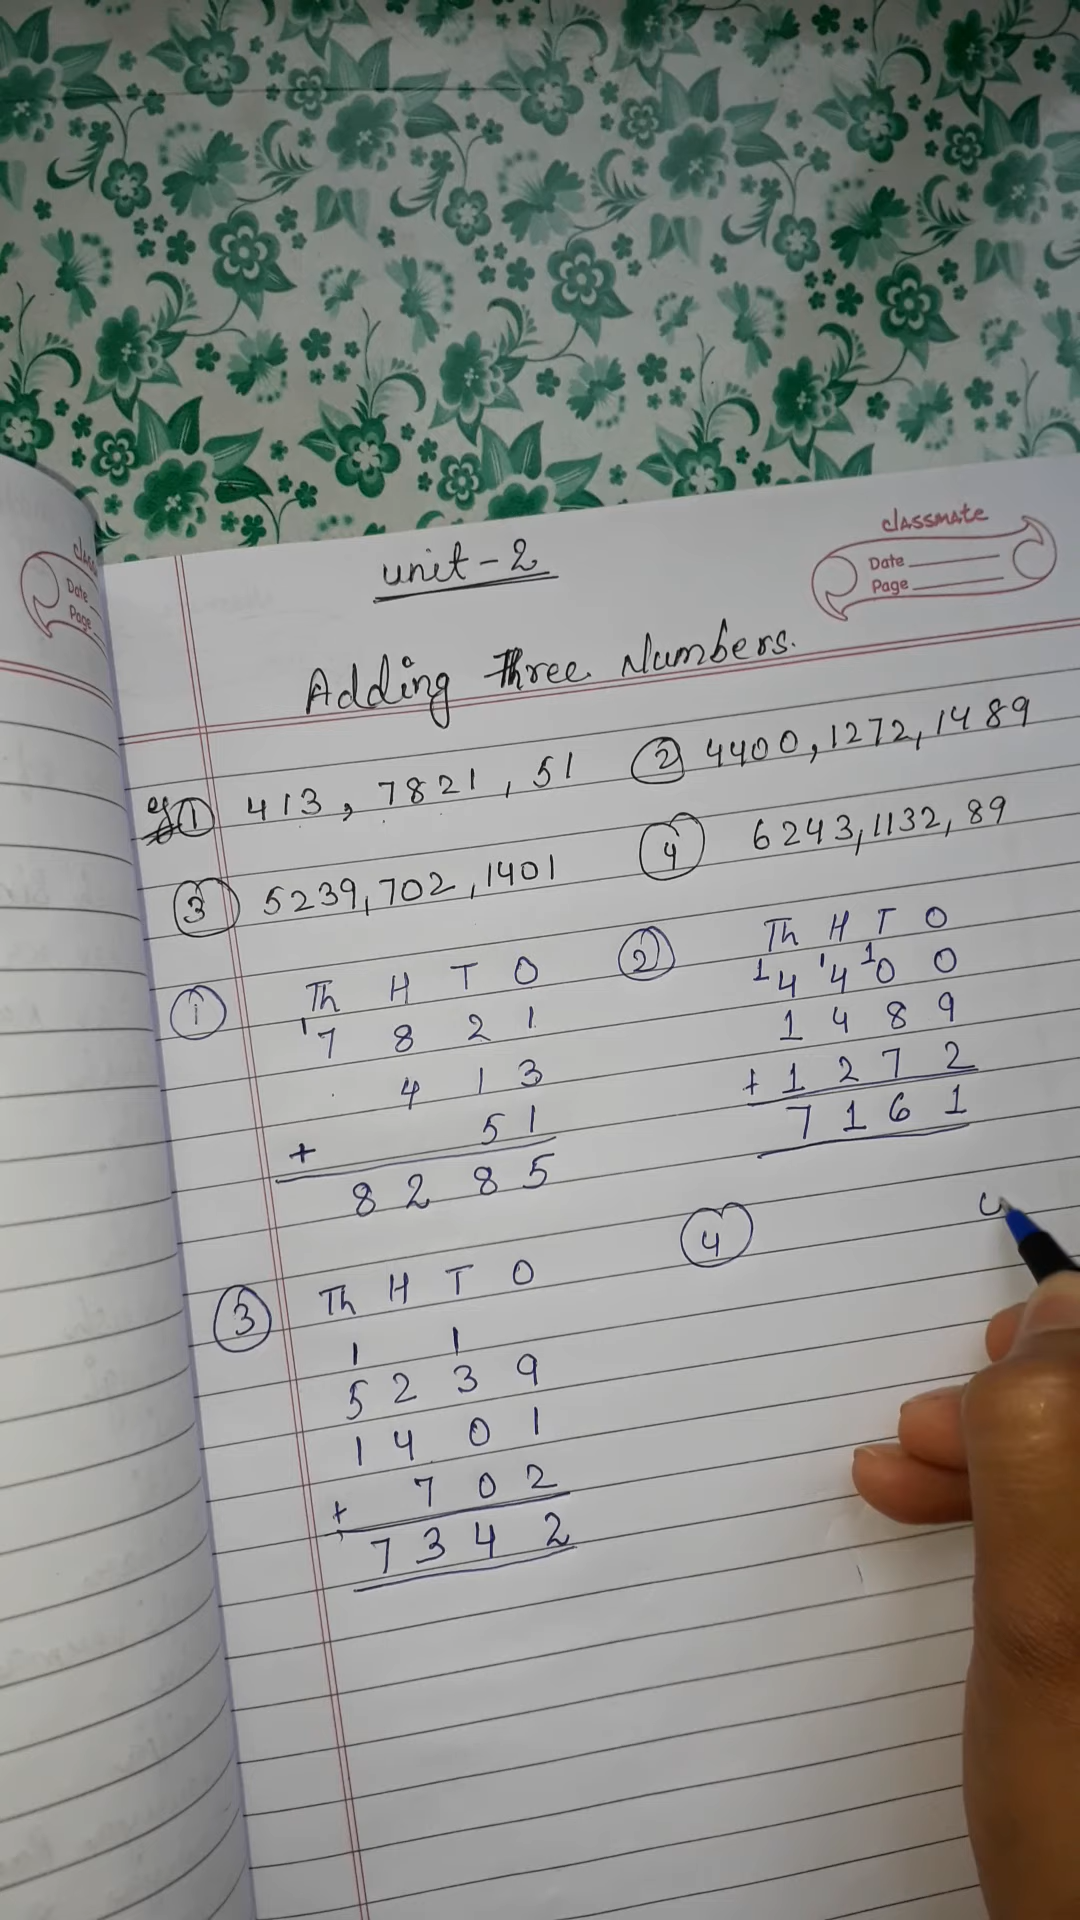 classmate
Date
Page
unit-2
Adding Three Numbers.
eg ① 413, 7821, 51 ② 4400, 1272, 1489
③ 5239, 702, 1401 ④ 6243, 1132, 89
① Th H T O
1
7 8 2 1
4 1 3
+ 5 1
8 2 8 5
② Th H T O
1 1 1
4 4 0 0
1 4 8 9
+ 1 2 7 2
7 1 6 1
③ Th H T O
1 1
5 2 3 9
1 4 0 1
+ 7 0 2
7 3 4 2
④